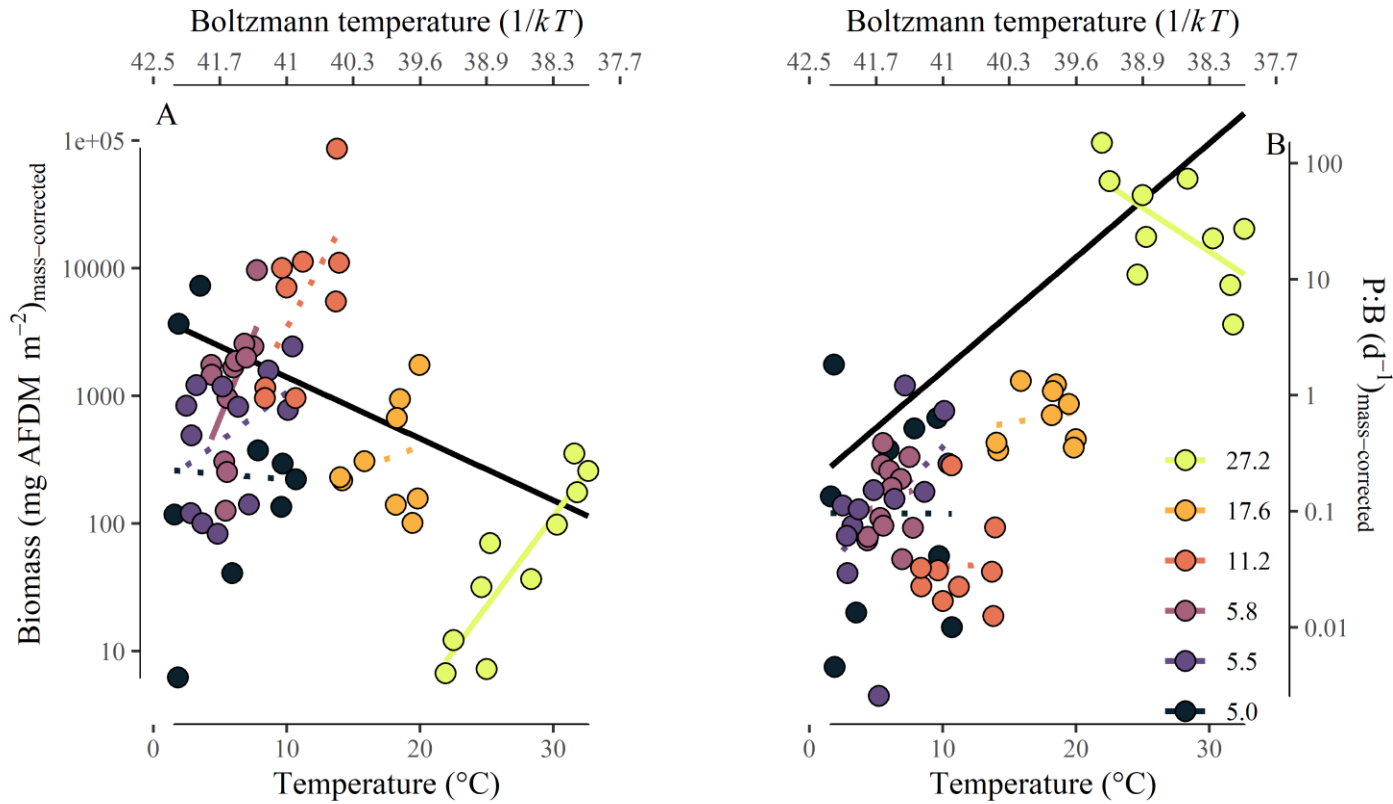 Boltzmann temperature (1/kT)
42.5 41.7 41 40.3 39.6 38.9 38.3 37.7
A
Biomass (mg AFDM m−2)mass−corrected
1e+05
10000
1000
100
10
0 10 20 30
Temperature (°C)
Boltzmann temperature (1/kT)
42.5 41.7 41 40.3 39.6 38.9 38.3 37.7
B
100
10
1
0.1
0.01
P:B (d−1)mass−corrected
27.2
17.6
11.2
5.8
5.5
5.0
0 10 20 30
Temperature (°C)